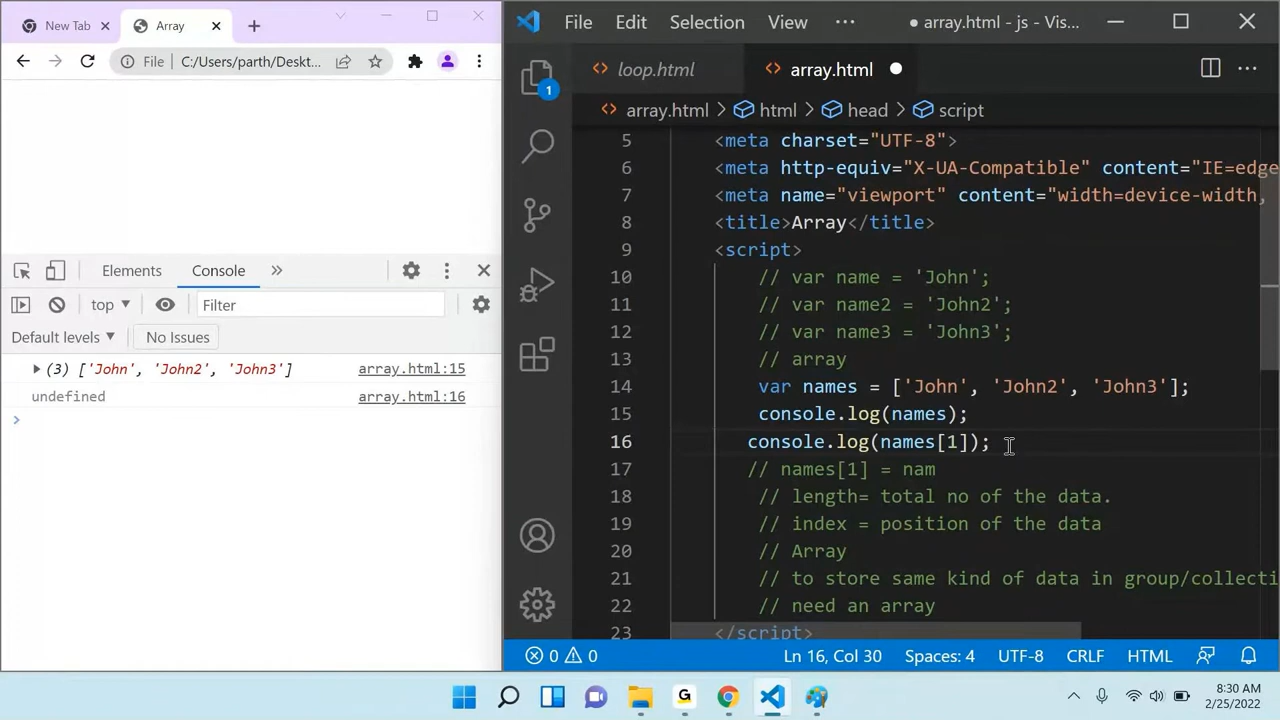 New Tab
Array
File C:/Users/parth/Deskt...
Elements
Console
top
Filter
Default levels
No Issues
(3) ['John', 'John2', 'John3']
array.html:15
undefined
array.html:16
File Edit Selection View ··· ● array.html - js - Vis...
loop.html
array.html
array.html > html > head > script
5 <meta charset="UTF-8">
6 <meta http-equiv="X-UA-Compatible" content="IE=edge
7 <meta name="viewport" content="width=device-width,
8 <title>Array</title>
9 <script>
10 // var name = 'John';
11 // var name2 = 'John2';
12 // var name3 = 'John3';
13 // array
14 var names = ['John', 'John2', 'John3'];
15 console.log(names);
16 console.log(names[1]);
17 // names[1] = nam
18 // length= total no of the data.
19 // index = position of the data
20 // Array
21 // to store same kind of data in group/collecti
22 // need an array
23 </script>
1
0 0
Ln 16, Col 30
Spaces: 4
UTF-8
CRLF
HTML
G
8:30 AM
2/25/2022